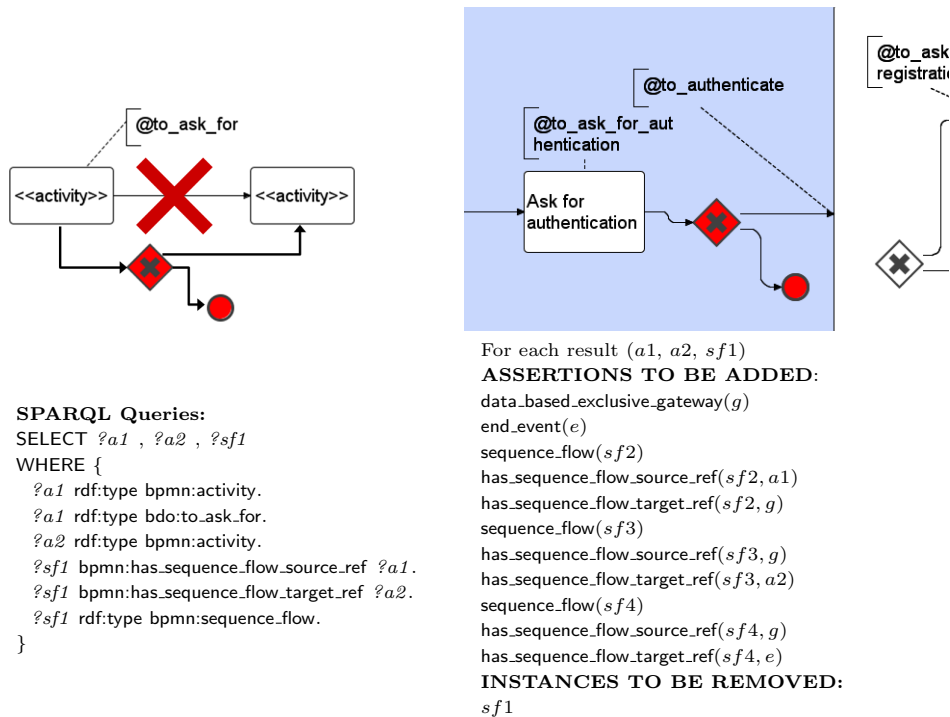 @to_ask_for
<<activity>>
<<activity>>
@to_authenticate
@to_ask_for_aut
hentication
Ask for
authentication
@to_ask
registratio
SPARQL Queries:
SELECT ?a1 , ?a2 , ?sf1
WHERE {
?a1 rdf:type bpmn:activity.
?a1 rdf:type bdo:to_ask_for.
?a2 rdf:type bpmn:activity.
?sf1 bpmn:has_sequence_flow_source_ref ?a1.
?sf1 bpmn:has_sequence_flow_target_ref ?a2.
?sf1 rdf:type bpmn:sequence_flow.
}
For each result (a1, a2, sf1)
ASSERTIONS TO BE ADDED:
data_based_exclusive_gateway(g)
end_event(e)
sequence_flow(sf2)
has_sequence_flow_source_ref(sf2, a1)
has_sequence_flow_target_ref(sf2, g)
sequence_flow(sf3)
has_sequence_flow_source_ref(sf3, g)
has_sequence_flow_target_ref(sf3, a2)
sequence_flow(sf4)
has_sequence_flow_source_ref(sf4, g)
has_sequence_flow_target_ref(sf4, e)
INSTANCES TO BE REMOVED:
sf1